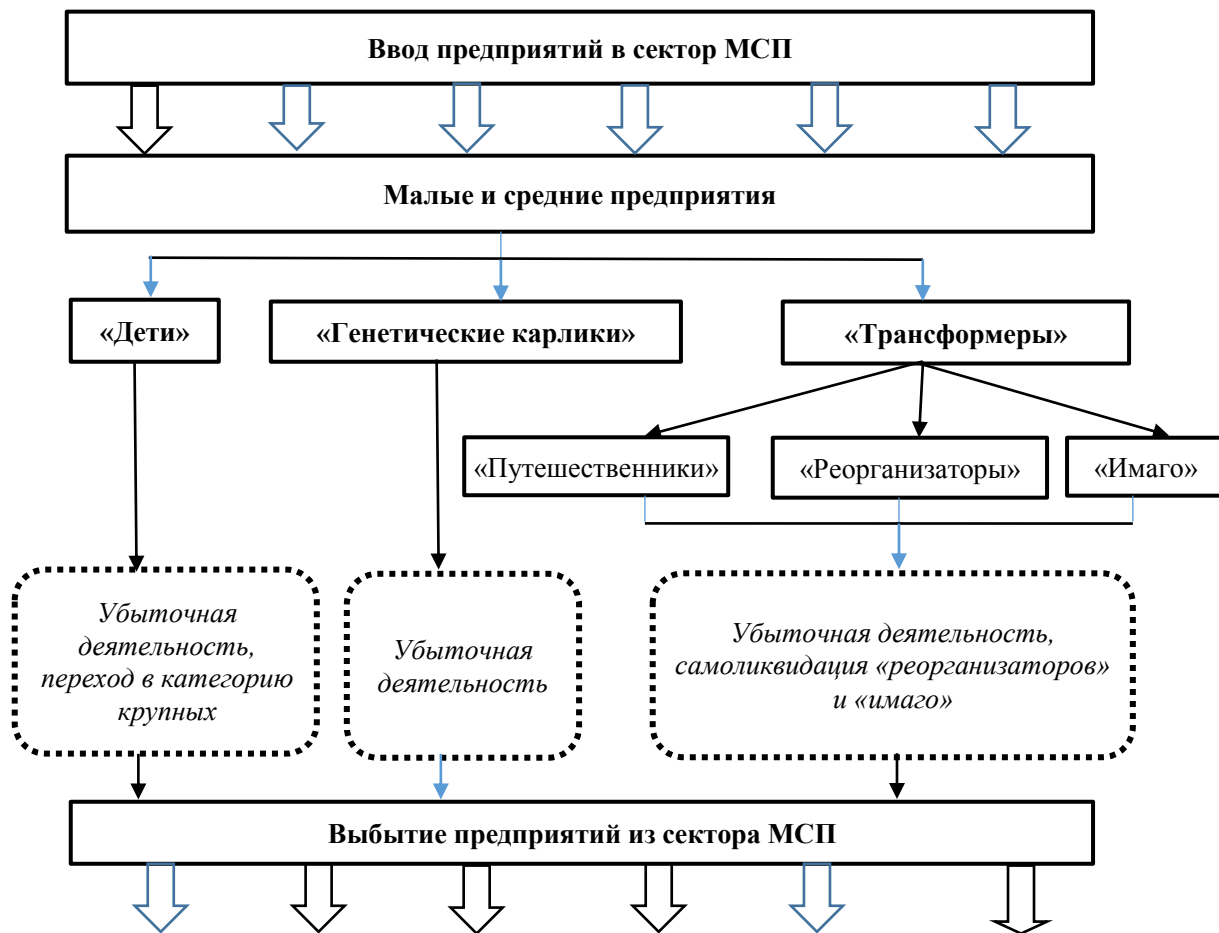 Ввод предприятий в сектор МСП
Малые и средние предприятия
«Дети»
«Генетические карлики»
«Трансформеры»
«Путешественники»
«Реорганизаторы»
«Имаго»
Убыточная
деятельность,
переход в категорию
крупных
Убыточная
деятельность
Убыточная деятельность,
самоликвидация «реорганизаторов»
и «имаго»
Выбытие предприятий из сектора МСП